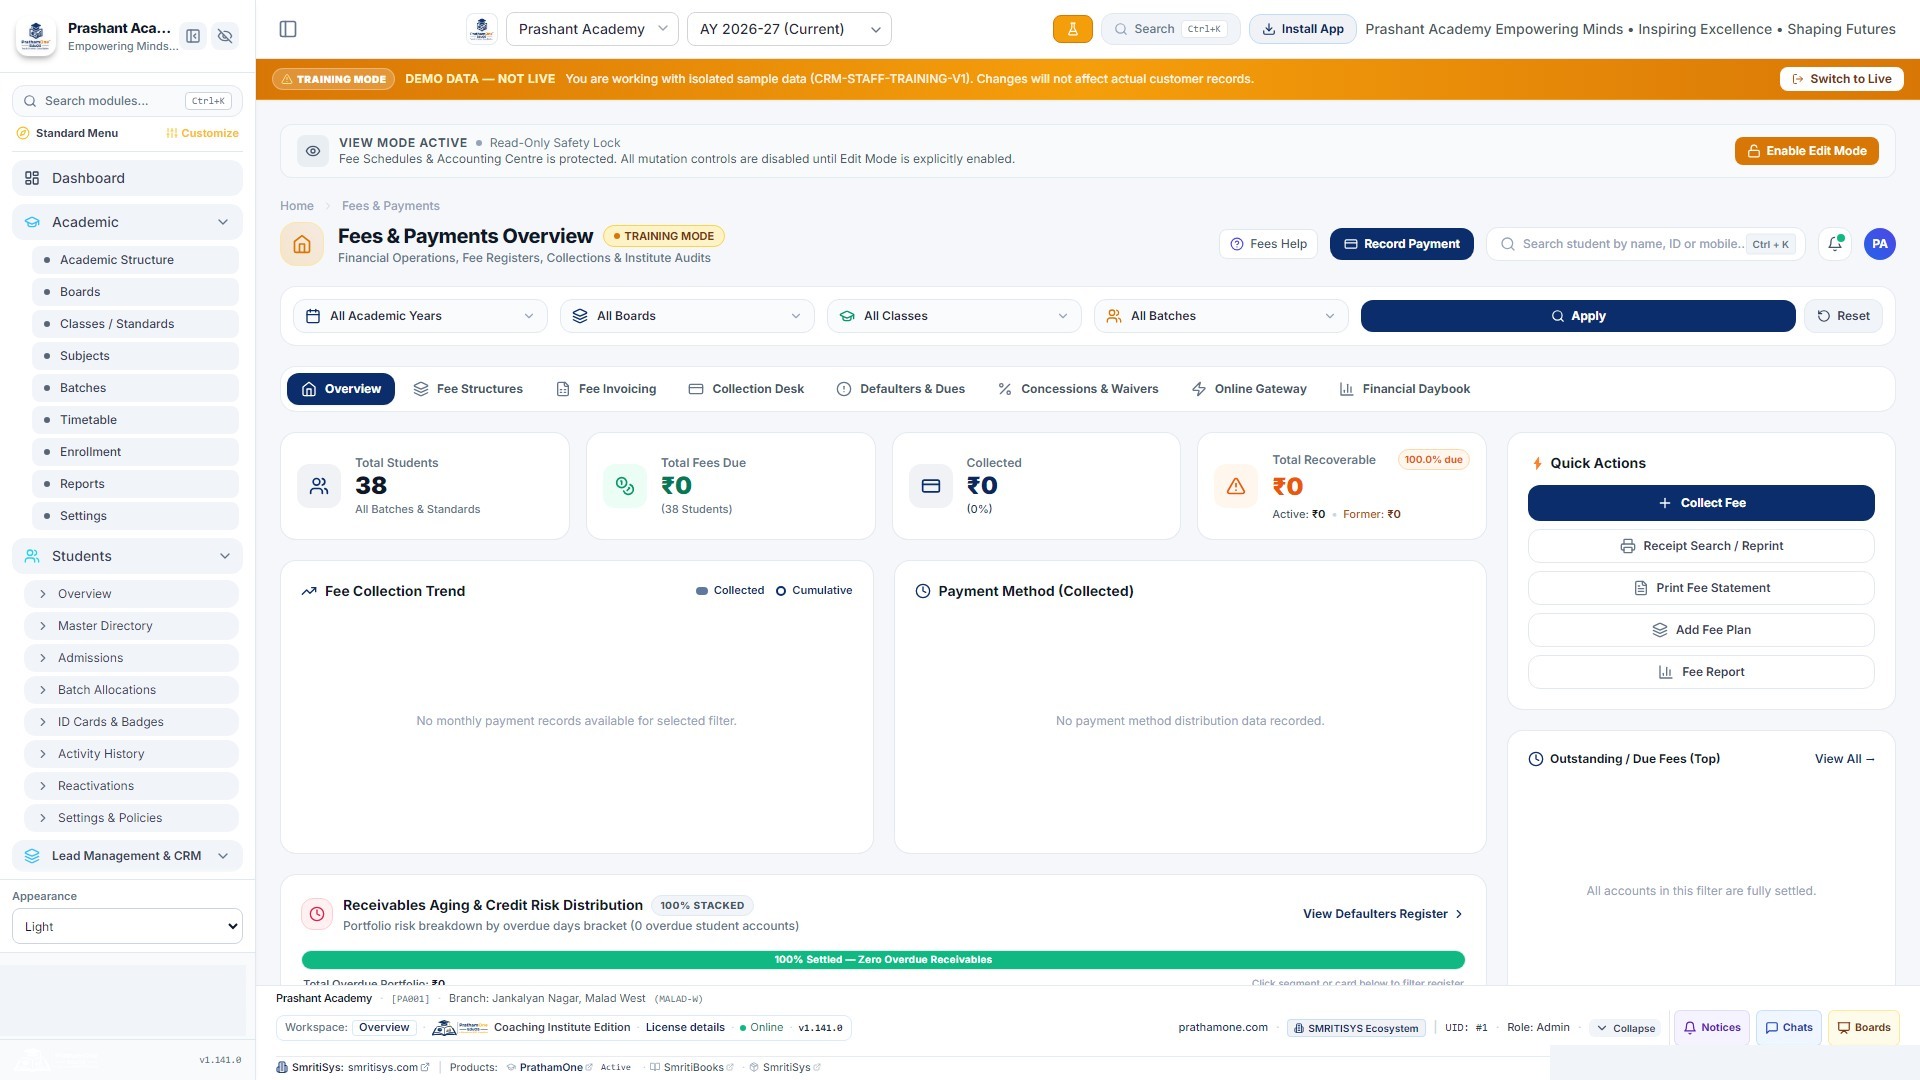 Prashant Aca...
Empowering Minds...
Search modules... Ctrl+K
Standard Menu Customize
Dashboard
Academic
Academic Structure
Boards
Classes / Standards
Subjects
Batches
Timetable
Enrollment
Reports
Settings
Students
Overview
Master Directory
Admissions
Batch Allocations
ID Cards & Badges
Activity History
Reactivations
Settings & Policies
Lead Management & CRM
Appearance
Light
v1.141.0
Prashant Academy AY 2026-27 (Current) Search Ctrl+K Install App Prashant Academy Empowering Minds • Inspiring Excellence • Shaping Futures
TRAINING MODE DEMO DATA — NOT LIVE You are working with isolated sample data (CRM-STAFF-TRAINING-V1). Changes will not affect actual customer records. Switch to Live
VIEW MODE ACTIVE • Read-Only Safety Lock
Fee Schedules & Accounting Centre is protected. All mutation controls are disabled until Edit Mode is explicitly enabled.
Enable Edit Mode
Home > Fees & Payments
Fees & Payments Overview TRAINING MODE
Financial Operations, Fee Registers, Collections & Institute Audits
Fees Help Record Payment Search student by name, ID or mobile.. Ctrl + K PA
All Academic Years All Boards All Classes All Batches Apply Reset
Overview Fee Structures Fee Invoicing Collection Desk Defaulters & Dues Concessions & Waivers Online Gateway Financial Daybook
Total Students
38
All Batches & Standards
Total Fees Due
₹0
(38 Students)
Collected
₹0
(0%)
Total Recoverable 100.0% due
₹0
Active: ₹0 • Former: ₹0
Quick Actions
+ Collect Fee
Receipt Search / Reprint
Print Fee Statement
Add Fee Plan
Fee Report
Fee Collection Trend Collected Cumulative
No monthly payment records available for selected filter.
Payment Method (Collected)
No payment method distribution data recorded.
Outstanding / Due Fees (Top) View All →
All accounts in this filter are fully settled.
Receivables Aging & Credit Risk Distribution 100% STACKED
Portfolio risk breakdown by overdue days bracket (0 overdue student accounts)
View Defaulters Register >
100% Settled — Zero Overdue Receivables
Total Overdue Portfolio: ₹0 Click segment or card below to filter register
Prashant Academy · [PA001] · Branch: Jankalyan Nagar, Malad West (MALAD-W)
Workspace: Overview · PrathamOne Coaching Institute Edition · License details · Online · v1.141.0
prathamone.com · SMRITISYS Ecosystem | UID: #1 · Role: Admin · Collapse Notices Chats Boards
SmritiSys: smritisys.com | Products: PrathamOne Active · SmritiBooks · SmritiSys